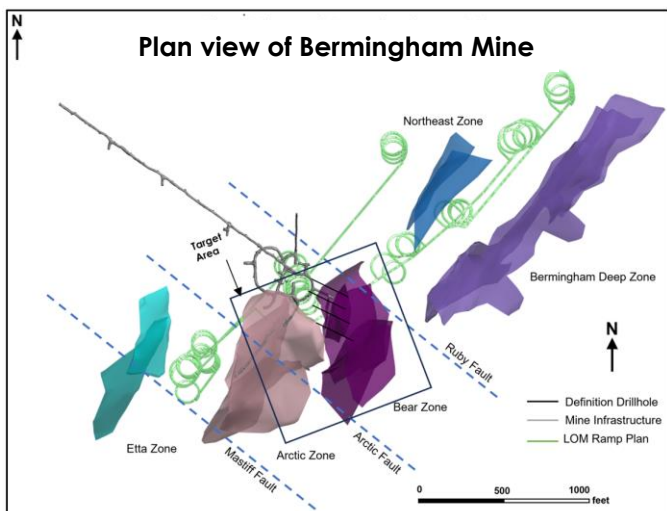 N
Plan view of Bermingham Mine
Northeast Zone
Target
Area
Bermingham Deep Zone
N
Ruby Fault
Definition Drillhole
Mine Infrastructure
LOM Ramp Plan
Bear Zone
Etta Zone
Mastiff Fault
Arctic Zone
Arctic Fault
0 500 1000
feet